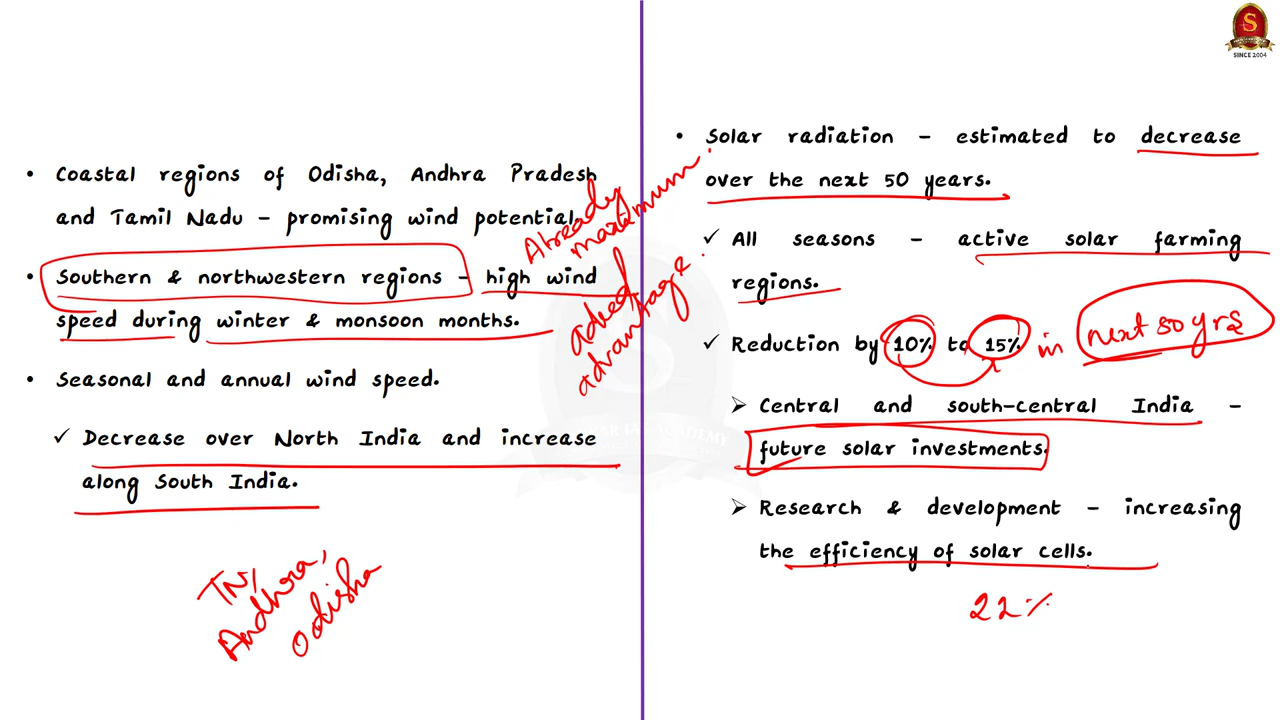 • Coastal regions of Odisha, Andhra Pradesh
and Tamil Nadu – promising wind potential.
• Southern & northwestern regions – high wind
speed during winter & monsoon months.
• Seasonal and annual wind speed.
✓ Decrease over North India and increase
along South India.
TN,
Andhra,
Odisha
Already
maximum.
added
advantage.
• Solar radiation – estimated to decrease
over the next 50 years.
✓ All seasons – active solar farming
regions.
✓ Reduction by 10% to 15% in next 50 yrs
➢ Central and south-central India –
future solar investments.
➢ Research & development – increasing
the efficiency of solar cells.
22%
S
SINCE 2004